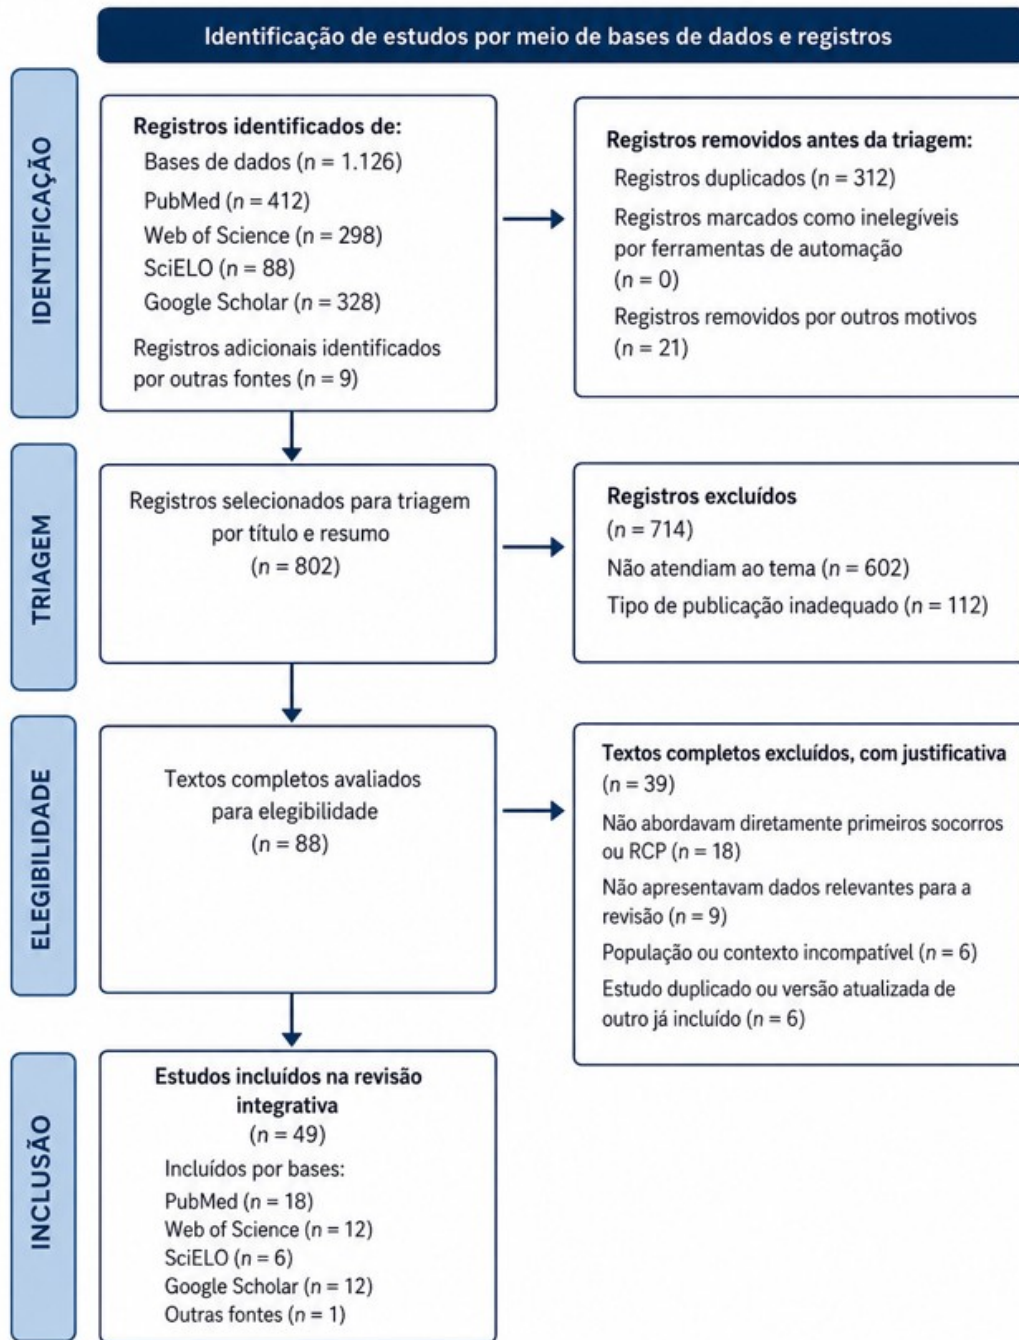 Identificação de estudos por meio de bases de dados e registros
IDENTIFICAÇÃO
Registros identificados de:
Bases de dados (n = 1.126)
PubMed (n = 412)
Web of Science (n = 298)
SciELO (n = 88)
Google Scholar (n = 328)
Registros adicionais identificados
por outras fontes (n = 9)
Registros removidos antes da triagem:
Registros duplicados (n = 312)
Registros marcados como inelegíveis
por ferramentas de automação
(n = 0)
Registros removidos por outros motivos
(n = 21)
TRIAGEM
Registros selecionados para triagem
por título e resumo
(n = 802)
Registros excluídos
(n = 714)
Não atendiam ao tema (n = 602)
Tipo de publicação inadequado (n = 112)
ELEGIBILIDADE
Textos completos avaliados
para elegibilidade
(n = 88)
Textos completos excluídos, com justificativa
(n = 39)
Não abordavam diretamente primeiros socorros
ou RCP (n = 18)
Não apresentavam dados relevantes para a
revisão (n = 9)
População ou contexto incompatível (n = 6)
Estudo duplicado ou versão atualizada de
outro já incluído (n = 6)
INCLUSÃO
Estudos incluídos na revisão
integrativa
(n = 49)
Incluídos por bases:
PubMed (n = 18)
Web of Science (n = 12)
SciELO (n = 6)
Google Scholar (n = 12)
Outras fontes (n = 1)